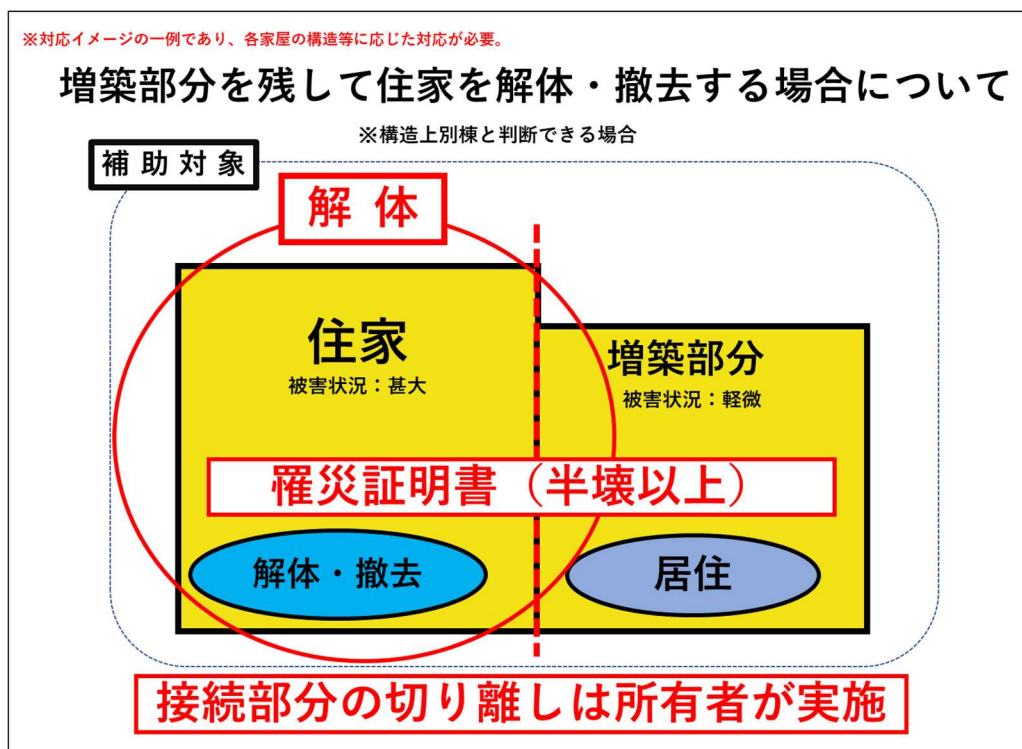 ※対応イメージの一例であり、各家屋の構造等に応じた対応が必要。
増築部分を残して住家を解体・撤去する場合について
※構造上別棟と判断できる場合
補助対象
解体
住家
被害状況：甚大
増築部分
被害状況：軽微
罹災証明書（半壊以上）
解体・撤去
居住
接続部分の切り離しは所有者が実施